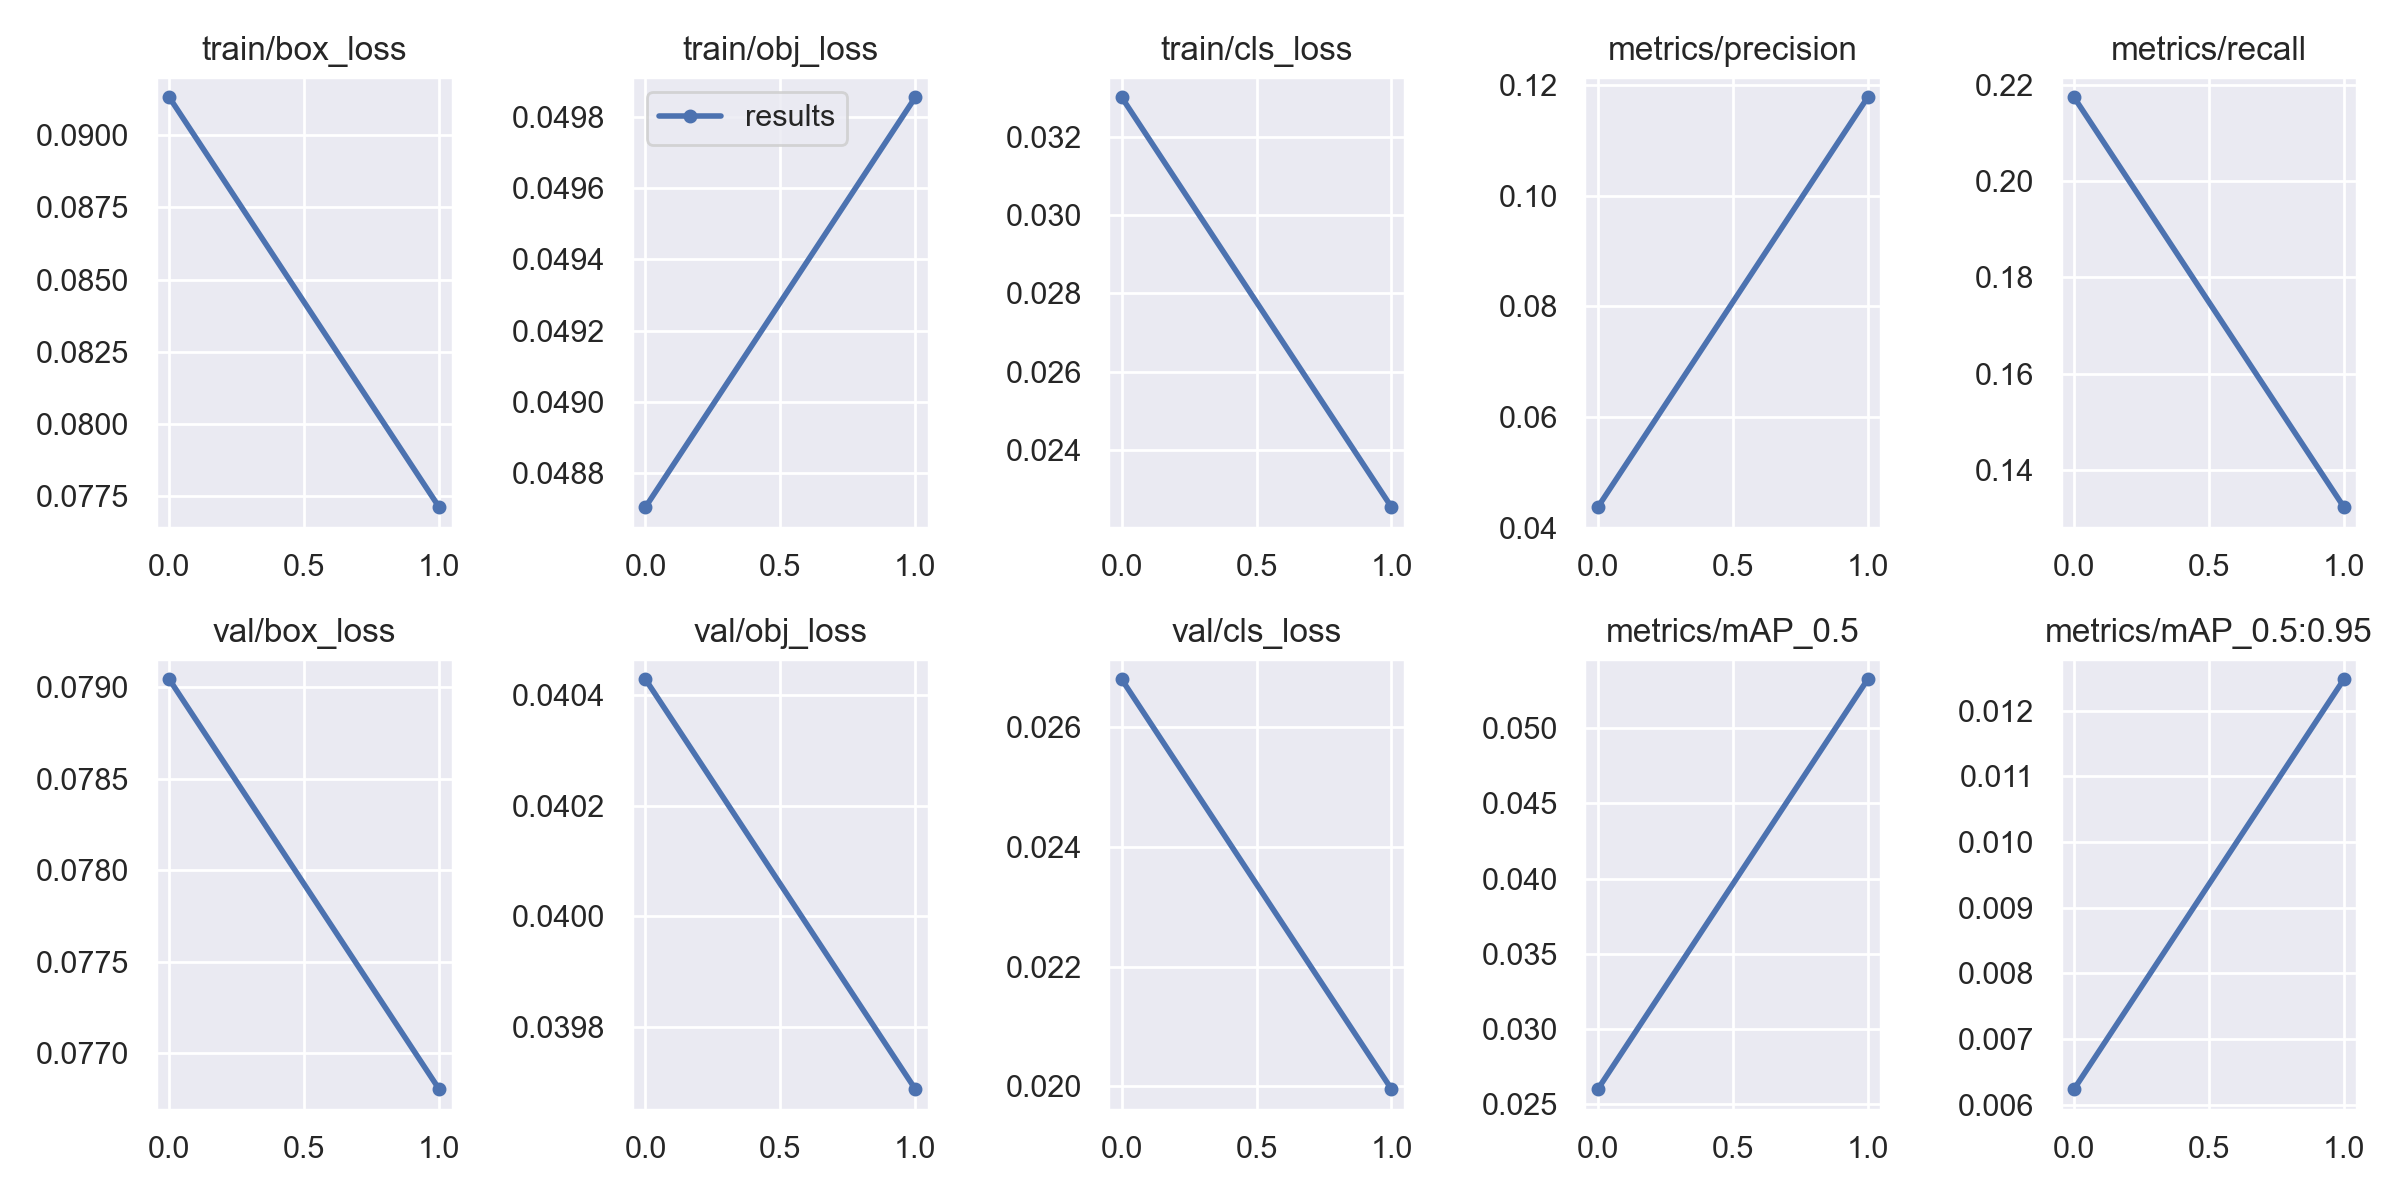 train/box_loss
0.0900
0.0875
0.0850
0.0825
0.0800
0.0775
0.0 0.5 1.0
train/obj_loss
results
0.0498
0.0496
0.0494
0.0492
0.0490
0.0488
0.0 0.5 1.0
train/cls_loss
0.032
0.030
0.028
0.026
0.024
0.0 0.5 1.0
metrics/precision
0.12
0.10
0.08
0.06
0.04
0.0 0.5 1.0
metrics/recall
0.22
0.20
0.18
0.16
0.14
0.0 0.5 1.0
val/box_loss
0.0790
0.0785
0.0780
0.0775
0.0770
0.0 0.5 1.0
val/obj_loss
0.0404
0.0402
0.0400
0.0398
0.0 0.5 1.0
val/cls_loss
0.026
0.024
0.022
0.020
0.0 0.5 1.0
metrics/mAP_0.5
0.050
0.045
0.040
0.035
0.030
0.025
0.0 0.5 1.0
metrics/mAP_0.5:0.95
0.012
0.011
0.010
0.009
0.008
0.007
0.006
0.0 0.5 1.0